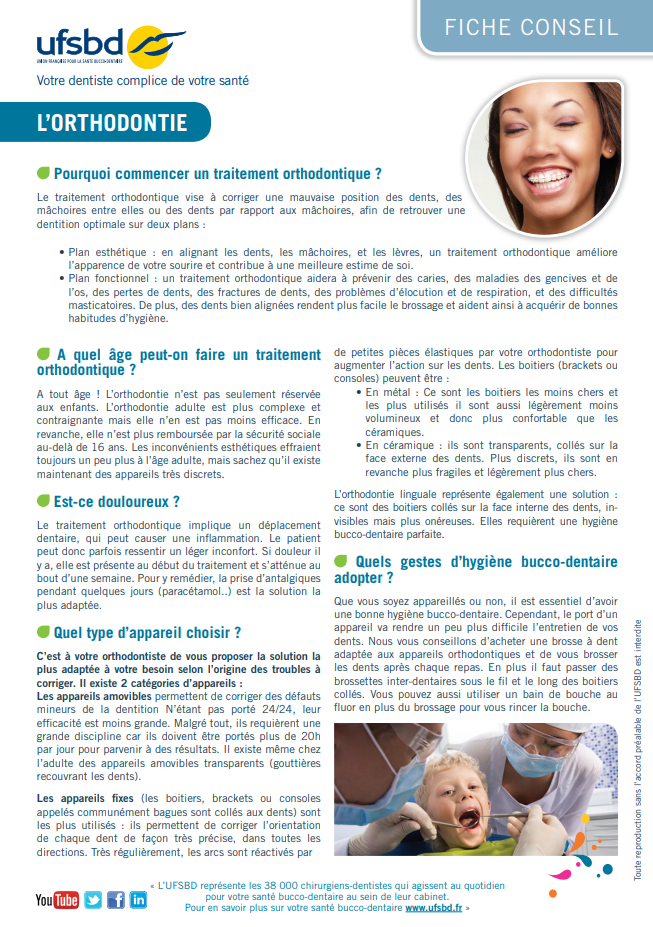 FICHE CONSEIL
ufsbd
UNION FRANÇAISE POUR LA SANTÉ BUCCO-DENTAIRE
Votre dentiste complice de votre santé
L'ORTHODONTIE
Pourquoi commencer un traitement orthodontique ?
Le traitement orthodontique vise à corriger une mauvaise position des dents, des
mâchoires entre elles ou des dents par rapport aux mâchoires, afin de retrouver une
dentition optimale sur deux plans :
• Plan esthétique : en alignant les dents, les mâchoires, et les lèvres, un traitement orthodontique améliore
l'apparence de votre sourire et contribue à une meilleure estime de soi.
• Plan fonctionnel : un traitement orthodontique aidera à prévenir des caries, des maladies des gencives et de
l'os, des pertes de dents, des fractures de dents, des problèmes d'élocution et de respiration, et des difficultés
masticatoires. De plus, des dents bien alignées rendent plus facile le brossage et aident ainsi à acquérir de bonnes
habitudes d'hygiène.
A quel âge peut-on faire un traitement
orthodontique ?
A tout âge ! L'orthodontie n'est pas seulement réservée
aux enfants. L'orthodontie adulte est plus complexe et
contraignante mais elle n'en est pas moins efficace. En
revanche, elle n'est plus remboursée par la sécurité sociale
au-delà de 16 ans. Les inconvénients esthétiques effraient
toujours un peu plus à l'âge adulte, mais sachez qu'il existe
maintenant des appareils très discrets.
Est-ce douloureux ?
Le traitement orthodontique implique un déplacement
dentaire, qui peut causer une inflammation. Le patient
peut donc parfois ressentir un léger inconfort. Si douleur il
y a, elle est présente au début du traitement et s'atténue au
bout d'une semaine. Pour y remédier, la prise d'antalgiques
pendant quelques jours (paracétamol..) est la solution la
plus adaptée.
Quel type d'appareil choisir ?
C'est à votre orthodontiste de vous proposer la solution la
plus adaptée à votre besoin selon l'origine des troubles à
corriger. Il existe 2 catégories d'appareils :
Les appareils amovibles permettent de corriger des défauts
mineurs de la dentition N'étant pas porté 24/24, leur
efficacité est moins grande. Malgré tout, ils requièrent une
grande discipline car ils doivent être portés plus de 20h
par jour pour parvenir à des résultats. Il existe même chez
l'adulte des appareils amovibles transparents (gouttières
recouvrant les dents).
Les appareils fixes (les boitiers, brackets ou consoles
appelés communément bagues sont collés aux dents) sont
les plus utilisés : ils permettent de corriger l'orientation
de chaque dent de façon très précise, dans toutes les
directions. Très régulièrement, les arcs sont réactivés par
de petites pièces élastiques par votre orthodontiste pour
augmenter l'action sur les dents. Les boitiers (brackets ou
consoles) peuvent être :
• En métal : Ce sont les boitiers les moins chers et
les plus utilisés il sont aussi légèrement moins
volumineux et donc plus confortable que les
céramiques.
• En céramique : ils sont transparents, collés sur la
face externe des dents. Plus discrets, ils sont en
revanche plus fragiles et légèrement plus chers.
L'orthodontie linguale représente également une solution :
ce sont des boitiers collés sur la face interne des dents, in-
visibles mais plus onéreuses. Elles requièrent une hygiène
bucco-dentaire parfaite.
Quels gestes d'hygiène bucco-dentaire
adopter ?
Que vous soyez appareillés ou non, il est essentiel d'avoir
une bonne hygiène bucco-dentaire. Cependant, le port d'un
appareil va rendre un peu plus difficile l'entretien de vos
dents. Nous vous conseillons d'acheter une brosse à dent
adaptée aux appareils orthodontiques et de vous brosser
les dents après chaque repas. En plus il faut passer des
brossettes inter-dentaires sous le fil et le long des boitiers
collés. Vous pouvez aussi utiliser un bain de bouche au
fluor en plus du brossage pour vous rincer la bouche.
Toute reproduction sans l'accord préalable de l'UFSBD est interdite
YouTube
f
in
« L'UFSBD représente les 38 000 chirurgiens-dentistes qui agissent au quotidien
pour votre santé bucco-dentaire au sein de leur cabinet.
Pour en savoir plus sur votre santé bucco-dentaire www.ufsbd.fr »